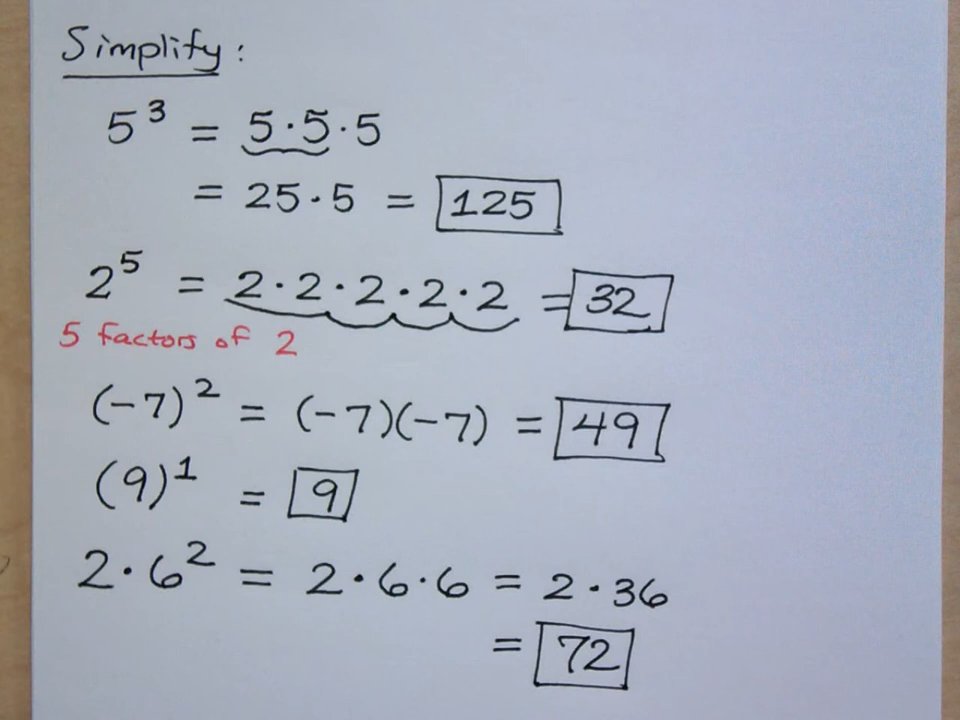 Simplify:
5³ = 5·5·5
= 25·5 = 125
2⁵ = 2·2·2·2·2 = 32
5 factors of 2
(-7)² = (-7)(-7) = 49
(9)¹ = 9
2·6² = 2·6·6 = 2·36
= 72